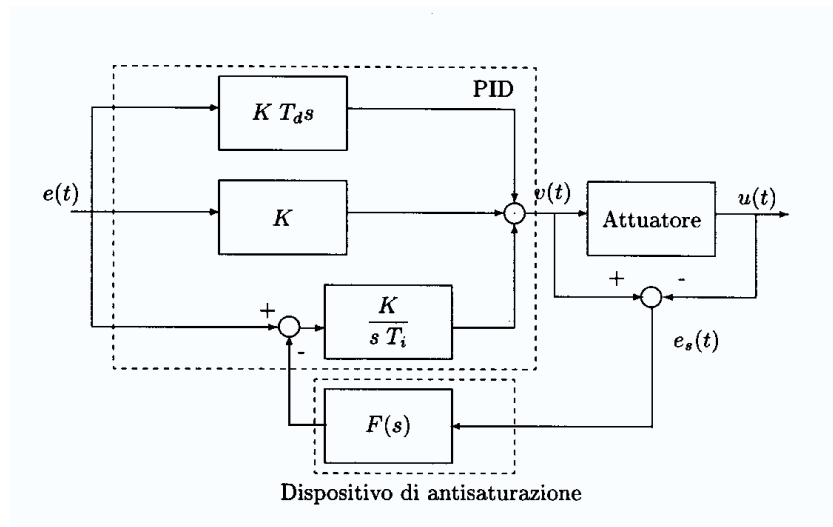 PID
K T_d s
e(t)
K
v(t)
Attuatore
u(t)
+
-
+
K
s T_i
-
e_s(t)
F(s)
Dispositivo di antisaturazione